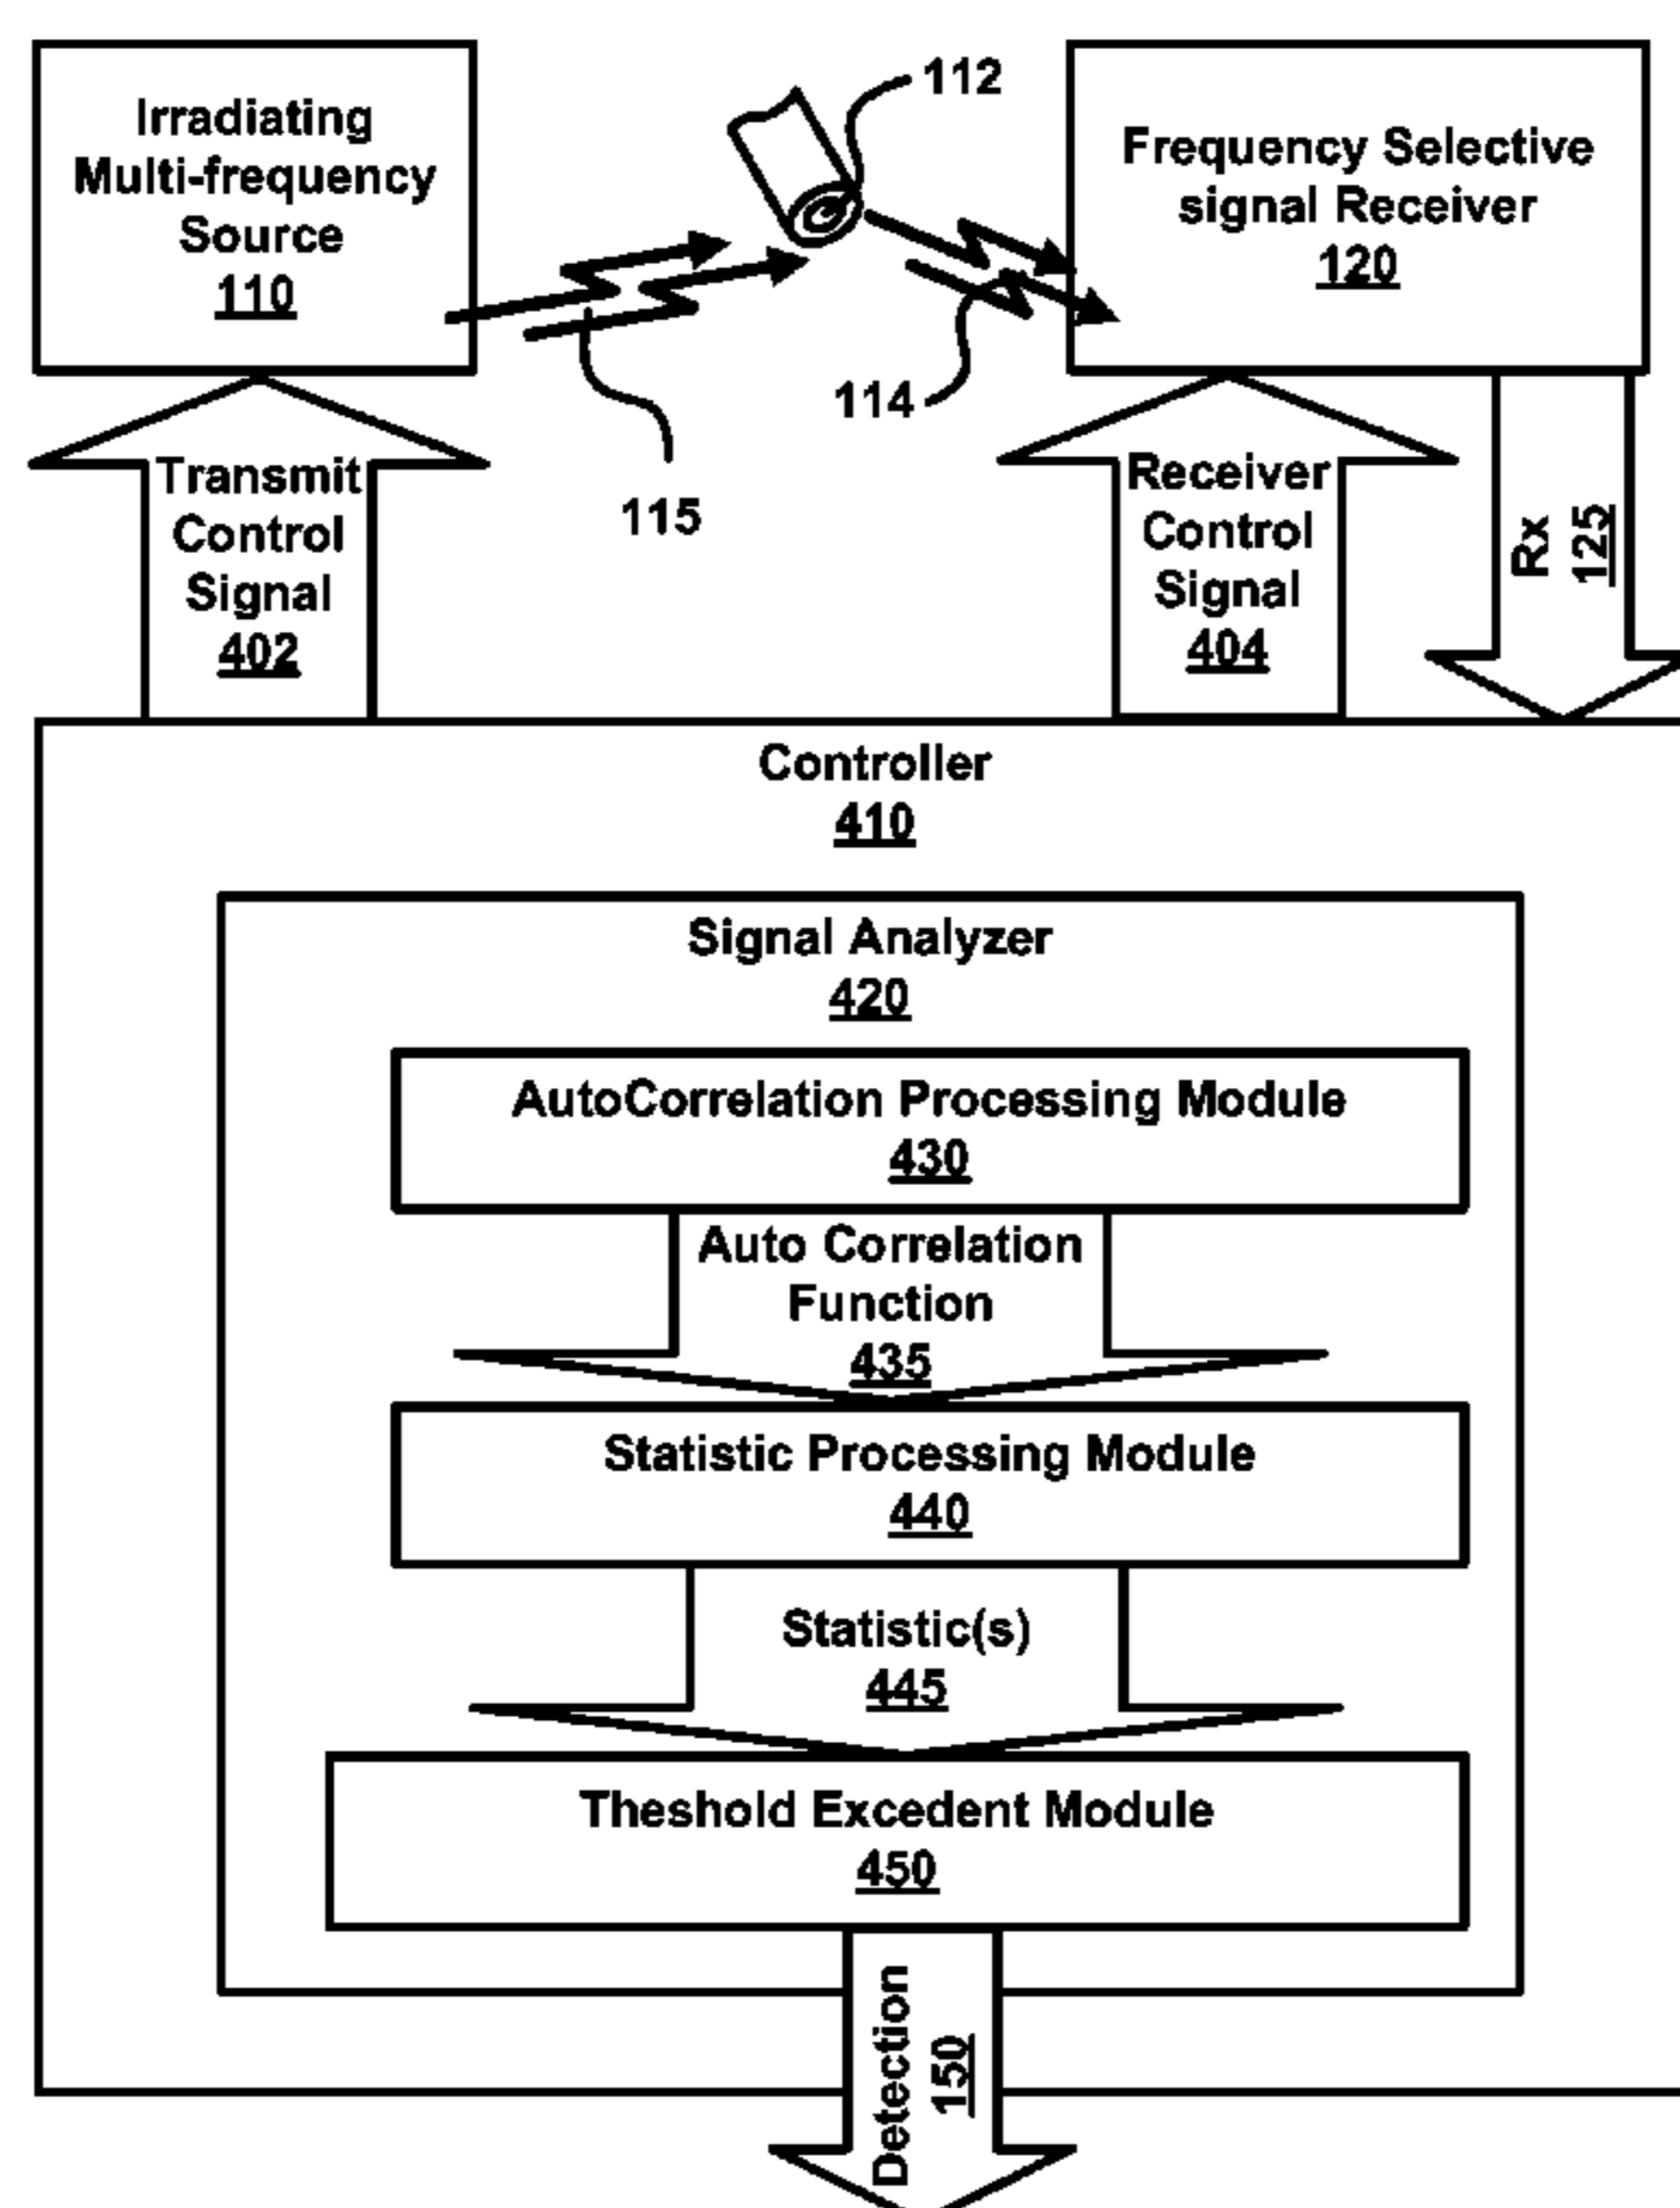 Irradiating
Multi-frequency
Source
110
112
Frequency Selective
signal Receiver
120
114
115
Transmit
Control
Signal
402
Receiver
Control
Signal
404
Rx
125
Controller
410
Signal Analyzer
420
AutoCorrelation Processing Module
430
Auto Correlation
Function
435
Statistic Processing Module
440
Statistic(s)
445
Theshold Excedent Module
450
Detection
150